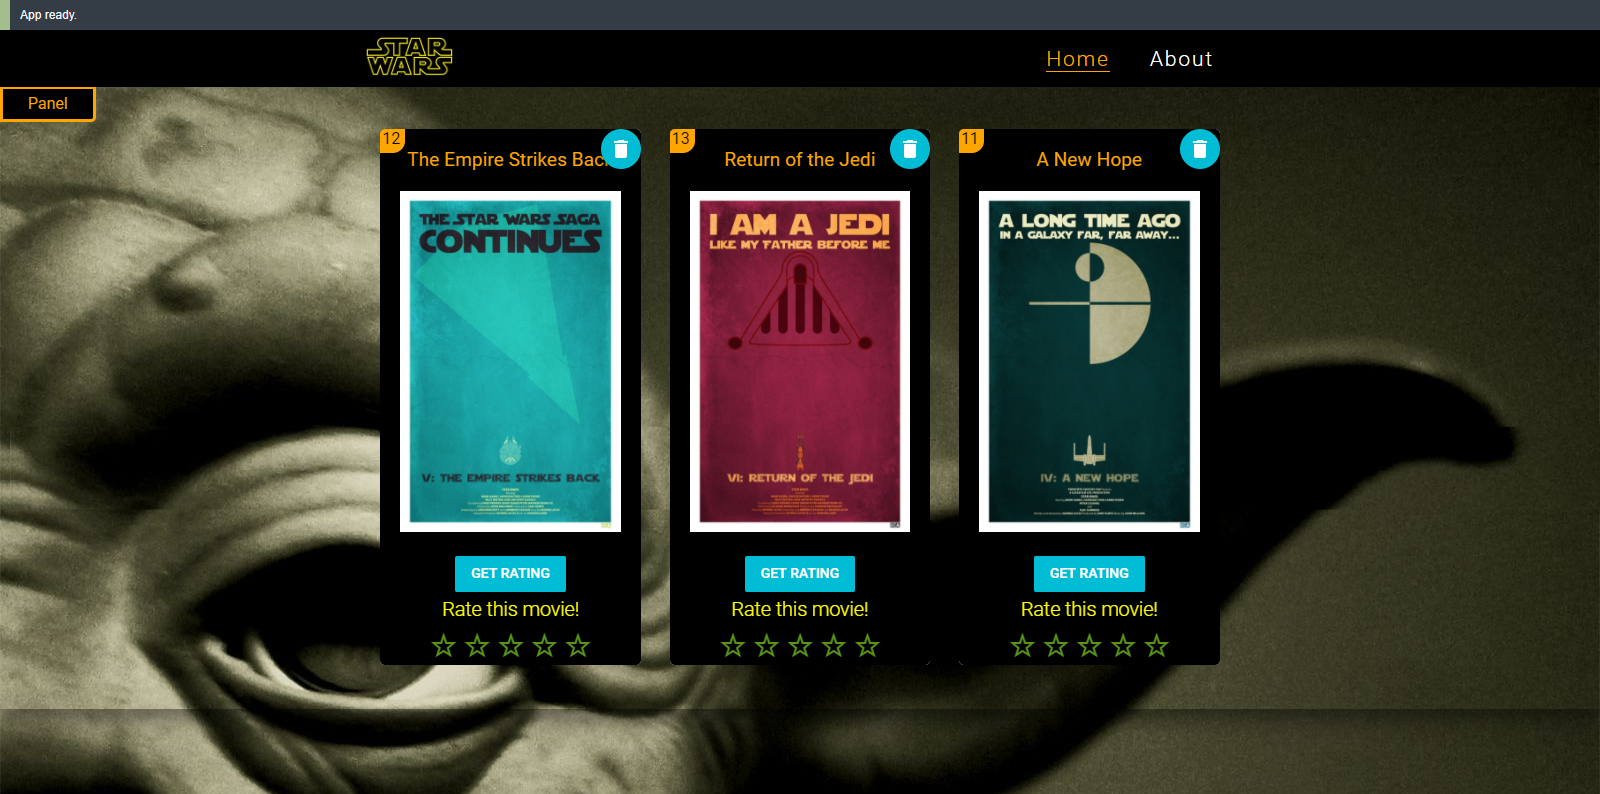 App ready.
STAR
WARS
Home
About
Panel
12
The Empire Strikes Bac
THE STAR WARS SAGA
CONTINUES
V: THE EMPIRE STRIKES BACK
GET RATING
Rate this movie!
13
Return of the Jedi
I AM A JEDI
LIKE MY FATHER BEFORE ME
VI: RETURN OF THE JEDI
GET RATING
Rate this movie!
11
A New Hope
A LONG TIME AGO
IN A GALAXY FAR, FAR AWAY...
IV: A NEW HOPE
GET RATING
Rate this movie!